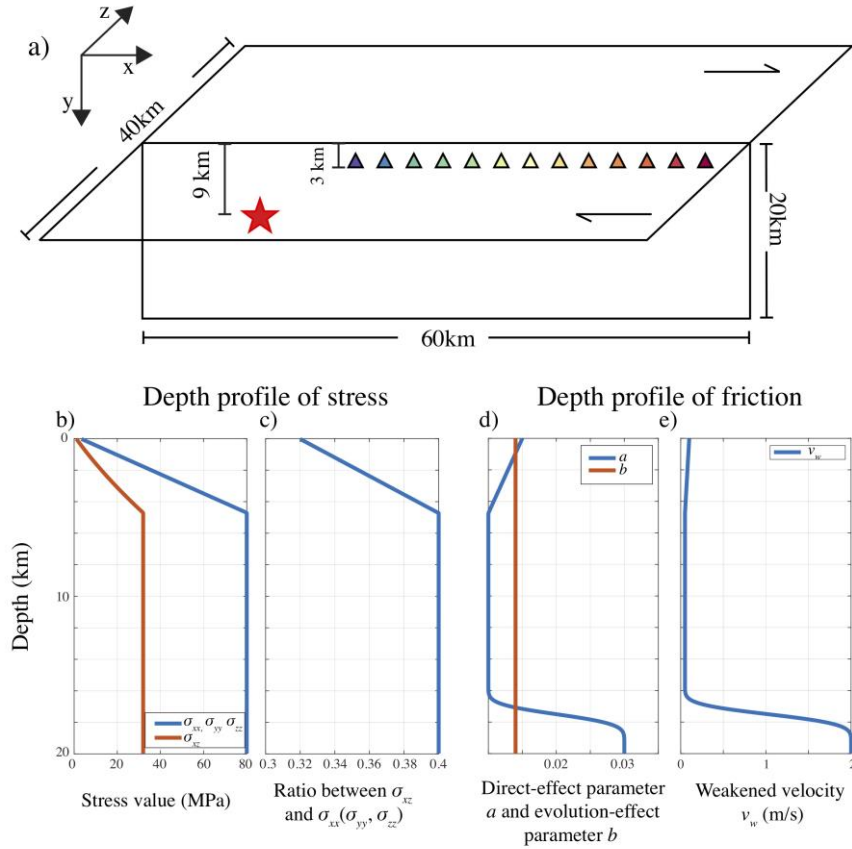 a)
z
x
y
40km
9 km
3 km
20km
60km
Depth profile of stress
Depth profile of friction
b)
c)
d)
e)
0
10
20
Depth (km)
σxx, σyy σzz
σxz
a
b
vw
0 20 40 60 80
0.3 0.32 0.34 0.36 0.38 0.4
0.02 0.03
0 1 2
Stress value (MPa)
Ratio between σxz
and σxx(σyy, σzz)
Direct-effect parameter
a and evolution-effect
parameter b
Weakened velocity
vw (m/s)